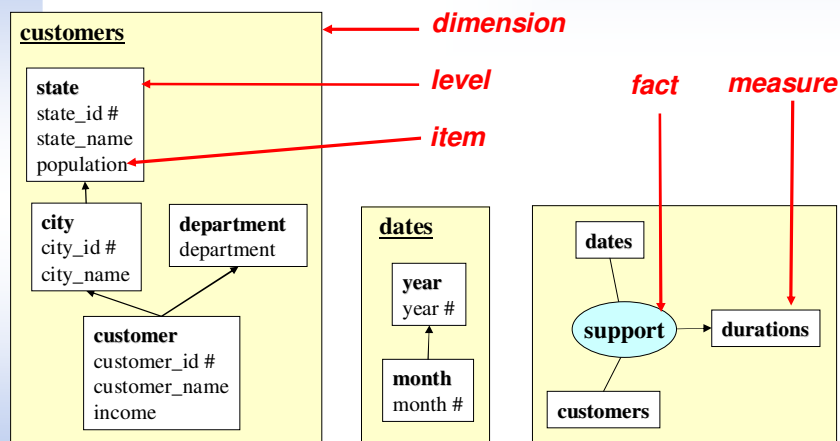 customers
dimension
state
state_id #
state_name
population
level
item
city
city_id #
city_name
department
department
customer
customer_id #
customer_name
income
dates
year
year #
month
month #
fact
measure
dates
support
durations
customers